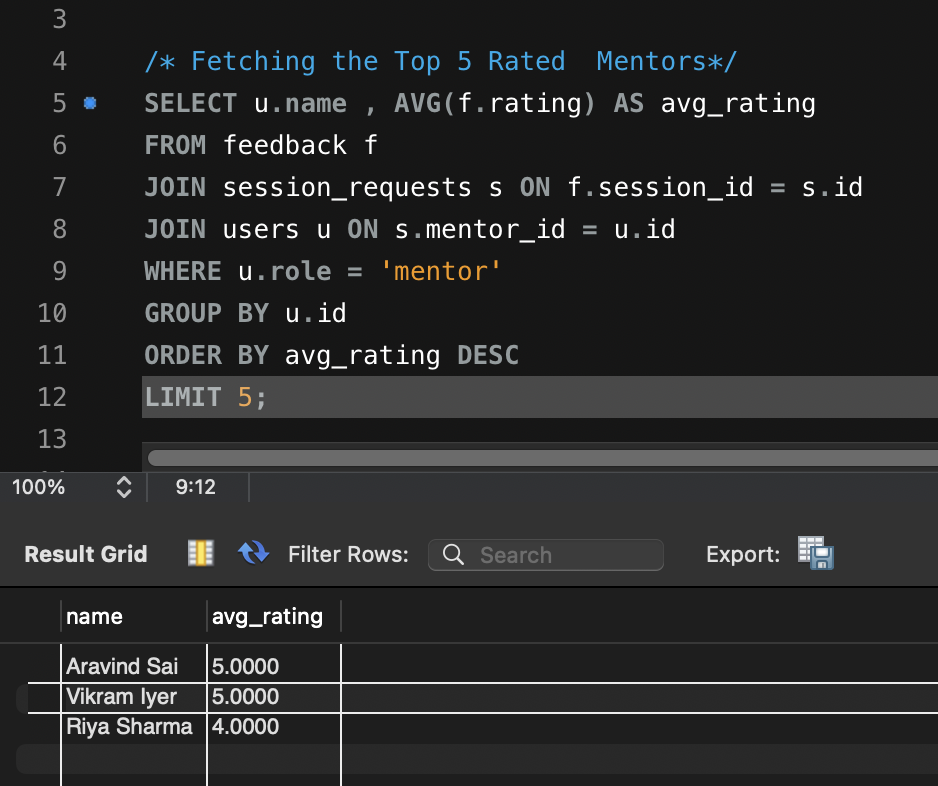 3
4 /* Fetching the Top 5 Rated  Mentors*/
5 SELECT u.name , AVG(f.rating) AS avg_rating
6 FROM feedback f
7 JOIN session_requests s ON f.session_id = s.id
8 JOIN users u ON s.mentor_id = u.id
9 WHERE u.role = 'mentor'
10 GROUP BY u.id
11 ORDER BY avg_rating DESC
12 LIMIT 5;
13
100% 9:12
Result Grid Filter Rows: Search Export:
name avg_rating
Aravind Sai 5.0000
Vikram Iyer 5.0000
Riya Sharma 4.0000